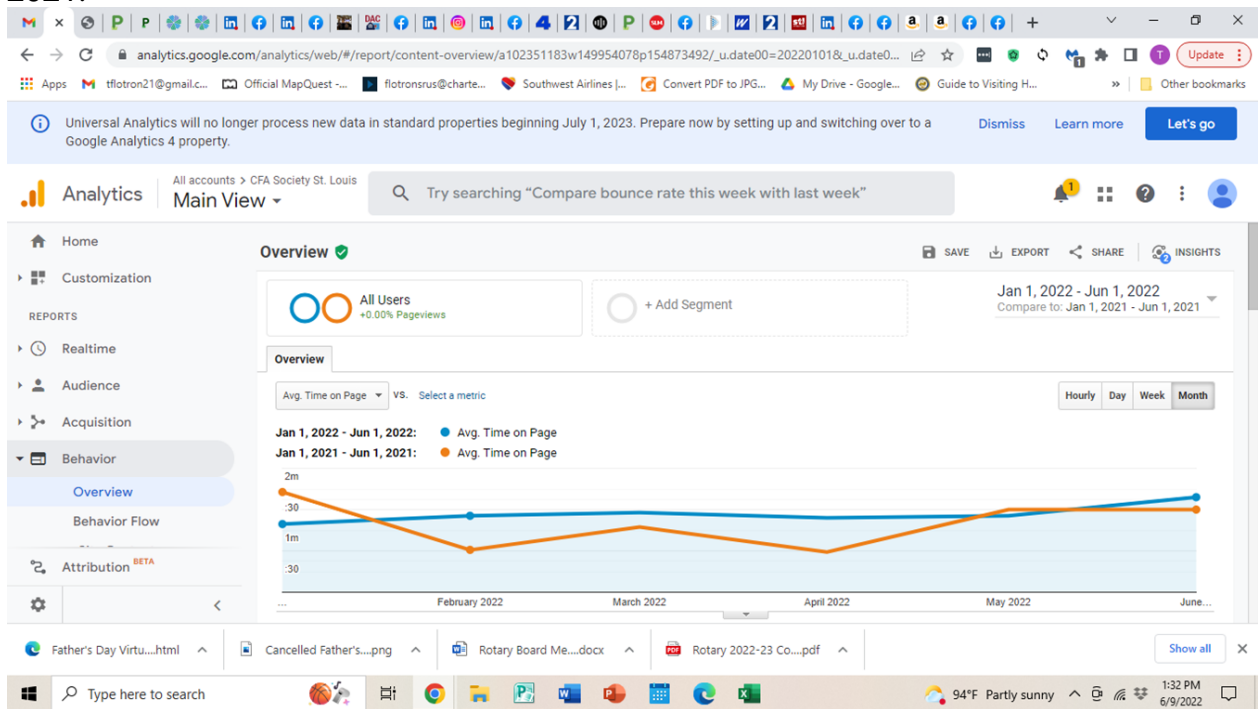 analytics.google.com/analytics/web/#/report/content-overview/a102351183w149954078p154873492/_u.date00=20220101&_u.date0...
Update
Apps
tflotron21@gmail.c...
Official MapQuest -...
flotronsrus@charte...
Southwest Airlines |...
Convert PDF to JPG...
My Drive - Google...
Guide to Visiting H...
»
Other bookmarks
Universal Analytics will no longer process new data in standard properties beginning July 1, 2023. Prepare now by setting up and switching over to a
Google Analytics 4 property.
Dismiss
Learn more
Let's go
Analytics
All accounts > CFA Society St. Louis
Main View
Try searching "Compare bounce rate this week with last week"
1
Home
Customization
REPORTS
Realtime
Audience
Acquisition
Behavior
Overview
Behavior Flow
Attribution BETA
Overview
SAVE
EXPORT
SHARE
2
INSIGHTS
All Users
+0.00% Pageviews
+ Add Segment
Jan 1, 2022 - Jun 1, 2022
Compare to: Jan 1, 2021 - Jun 1, 2021
Overview
Avg. Time on Page
VS.
Select a metric
Hourly
Day
Week
Month
Jan 1, 2022 - Jun 1, 2022:
Avg. Time on Page
Jan 1, 2021 - Jun 1, 2021:
Avg. Time on Page
2m
:30
1m
:30
...
February 2022
March 2022
April 2022
May 2022
June...
Father's Day Virtu....html
Cancelled Father's....png
Rotary Board Me....docx
Rotary 2022-23 Co....pdf
Show all
Type here to search
94°F Partly sunny
1:32 PM
6/9/2022